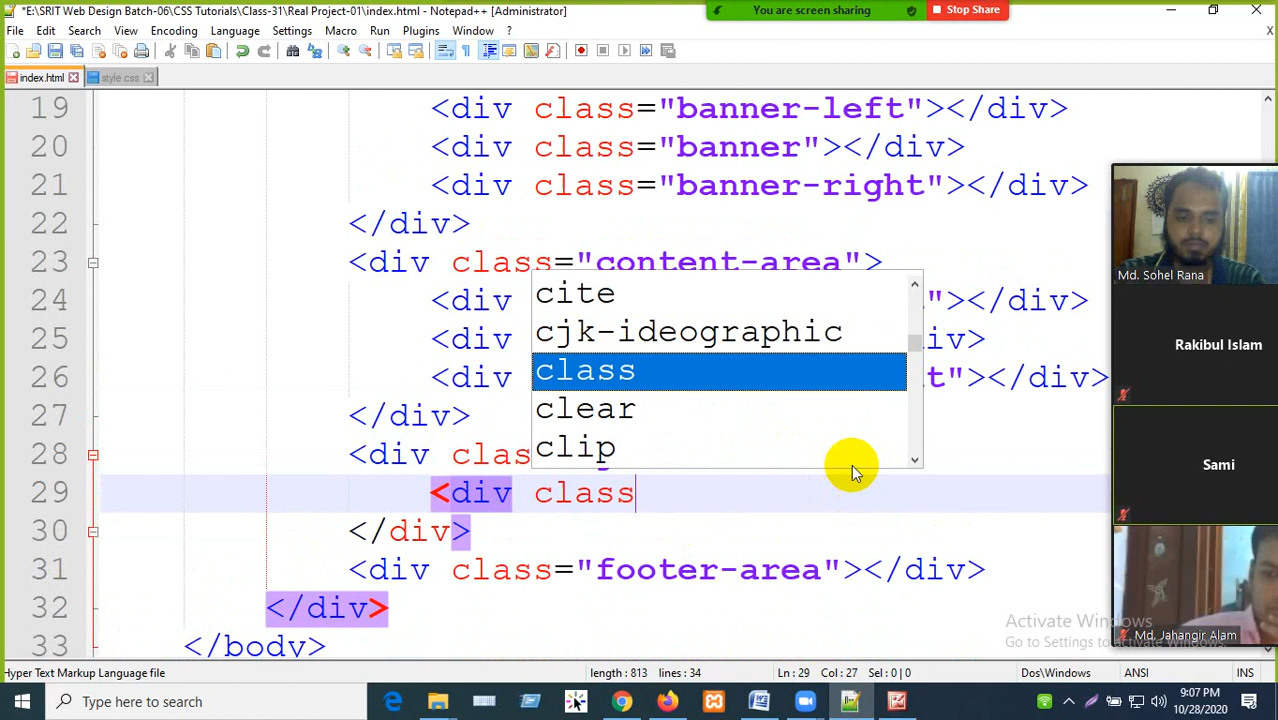 *E:\SRIT Web Design Batch-06\CSS Tutorials\Class-31\Real Project-01\index.html - Notepad++ [Administrator]
You are screen sharing
Stop Share
File Edit Search View Encoding Language Settings Macro Run Plugins Window ?
X
index.html style.css
19 <div class="banner-left"></div>
20 <div class="banner"></div>
21 <div class="banner-right"></div>
22 </div>
23 <div class="content-area">
24 <div "></div>
25 <div div>
26 <div t"></div>
27 </div>
28 <div clas
29 <div class
30 </div>
31 <div class="footer-area"></div>
32 </div>
33 </body>
cite
cjk-ideographic
class
clear
clip
Md. Sohel Rana
Rakibul Islam
Sami
Md. Jahangir Alam
Activate Windows
Go to Settings to activate Windows.
Hyper Text Markup Language file length : 813 lines : 34 Ln : 29 Col : 27 Sel : 0 | 0 Dos\Windows ANSI INS
Type here to search
9:07 PM
10/28/2020